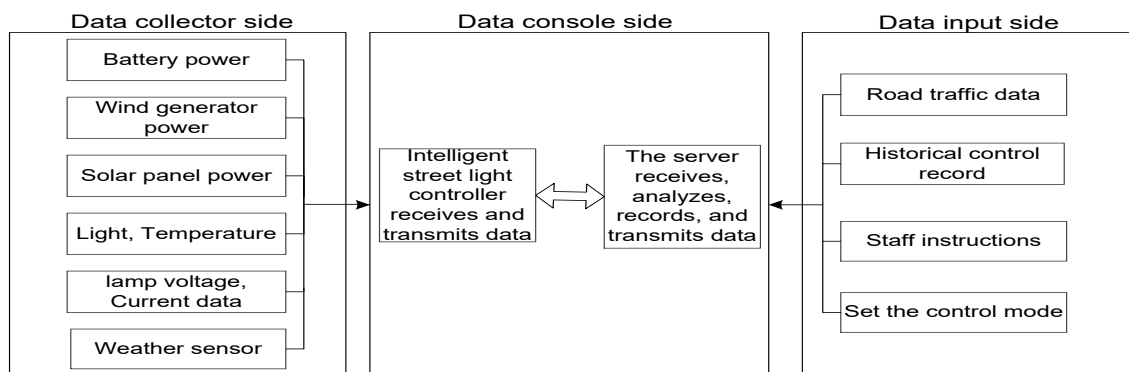 Data collector side
Battery power
Wind generator
power
Solar panel power
Light, Temperature
lamp voltage,
Current data
Weather sensor
Data console side
Intelligent
street light
controller
receives and
transmits data
The server
receives,
analyzes,
records, and
transmits data
Data input side
Road traffic data
Historical control
record
Staff instructions
Set the control mode